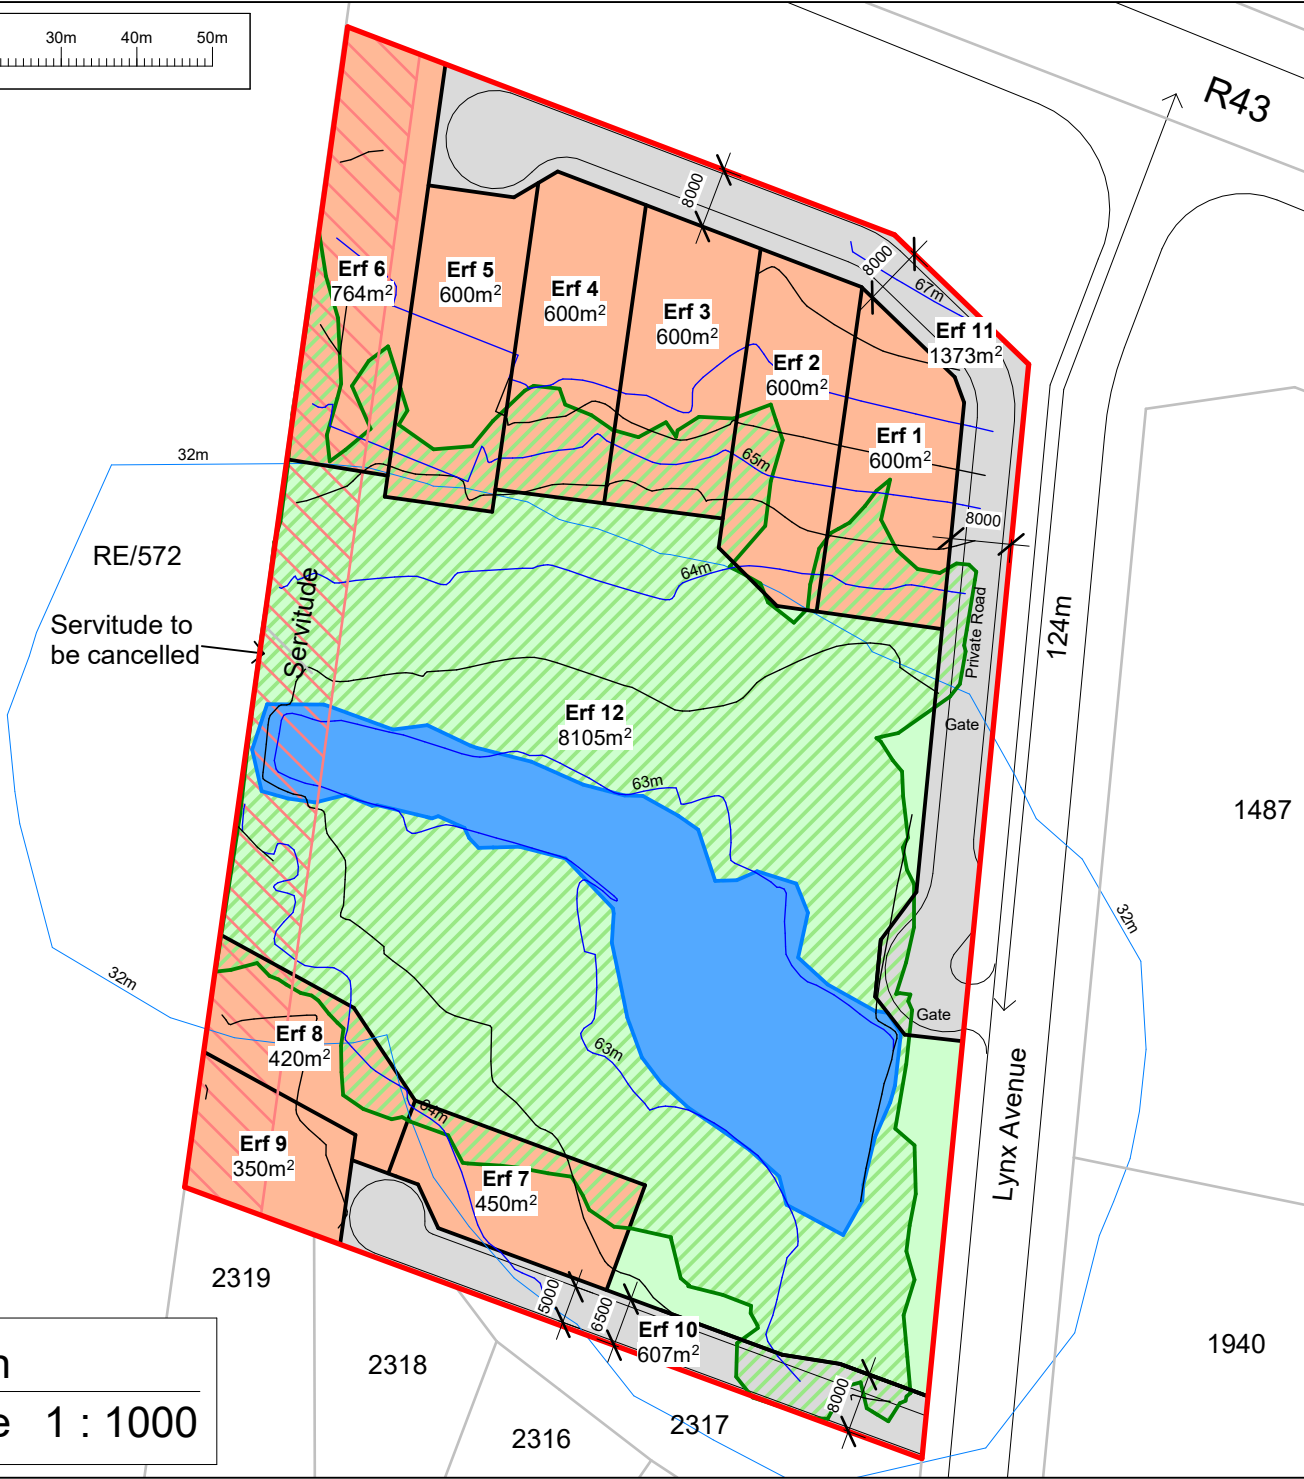 30m 40m 50m
R43
8000
8000
67m
Erf 6
764m²
Erf 5
600m²
Erf 4
600m²
Erf 3
600m²
Erf 11
1373m²
Erf 2
600m²
Erf 1
600m²
32m
65m
8000
RE/572
64m
Servitude
Private Road
124m
Servitude to
be cancelled
Erf 12
8105m²
Gate
63m
1487
32m
32m
Gate
Erf 8
420m²
63m
64m
Lynx Avenue
Erf 9
350m²
Erf 7
450m²
2319
5000
6500
Erf 10
607m²
2318
1940
8000
2317
2316
1 : 1000